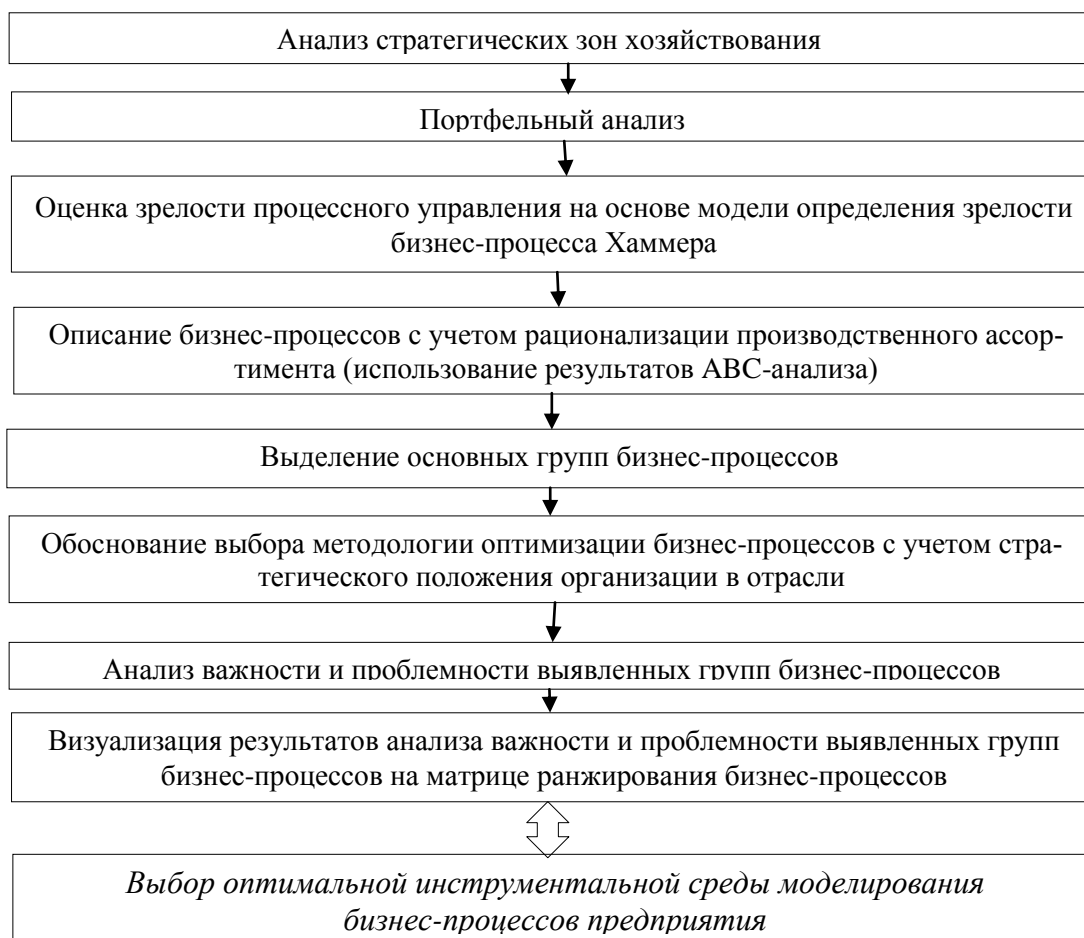 Анализ стратегических зон хозяйствования
Портфельный анализ
Оценка зрелости процессного управления на основе модели определения зрелости
бизнес-процесса Хаммера
Описание бизнес-процессов с учетом рационализации производственного ассор-
тимента (использование результатов АВС-анализа)
Выделение основных групп бизнес-процессов
Обоснование выбора методологии оптимизации бизнес-процессов с учетом стра-
тегического положения организации в отрасли
Анализ важности и проблемности выявленных групп бизнес-процессов
Визуализация результатов анализа важности и проблемности выявленных групп
бизнес-процессов на матрице ранжирования бизнес-процессов
Выбор оптимальной инструментальной среды моделирования
бизнес-процессов предприятия